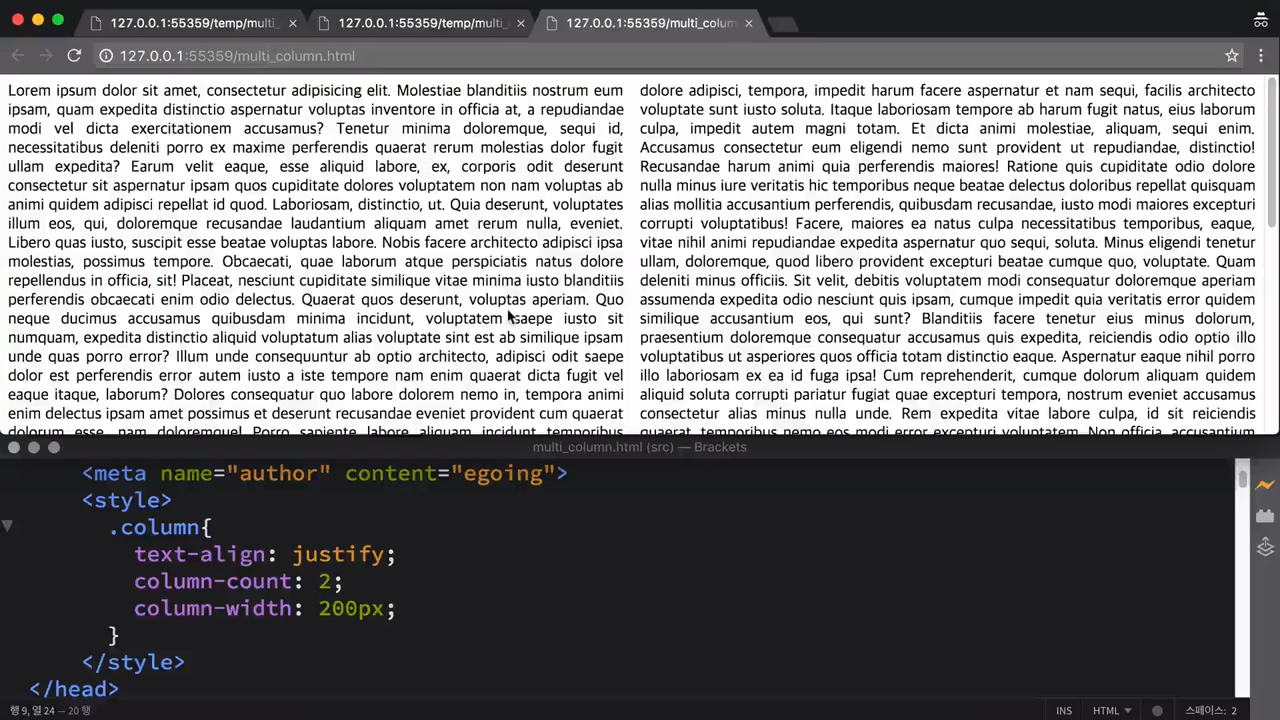 127.0.0.1:55359/temp/multi_
127.0.0.1:55359/temp/multi_
127.0.0.1:55359/multi_colum
127.0.0.1:55359/multi_column.html
Lorem ipsum dolor sit amet, consectetur adipisicing elit. Molestiae blanditiis nostrum eum
ipsam, quam expedita distinctio aspernatur voluptas inventore in officia at, a repudiandae
modi vel dicta exercitationem accusamus? Tenetur minima doloremque, sequi id,
necessitatibus deleniti porro ex maxime perferendis quaerat rerum molestias dolor fugit
ullam expedita? Earum velit eaque, esse aliquid labore, ex, corporis odit deserunt
consectetur sit aspernatur ipsam quos cupiditate dolores voluptatem non nam voluptas ab
animi quidem adipisci repellat id quod. Laboriosam, distinctio, ut. Quia deserunt, voluptates
illum eos, qui, doloremque recusandae laudantium aliquam amet rerum nulla, eveniet.
Libero quas iusto, suscipit esse beatae voluptas labore. Nobis facere architecto adipisci ipsa
molestias, possimus tempore. Obcaecati, quae laborum atque perspiciatis natus dolore
repellendus in officia, sit! Placeat, nesciunt cupiditate similique vitae minima iusto blanditiis
perferendis obcaecati enim odio delectus. Quaerat quos deserunt, voluptas aperiam. Quo
neque ducimus accusamus quibusdam minima incidunt, voluptatem saepe iusto sit
numquam, expedita distinctio aliquid voluptatum alias voluptate sint est ab similique ipsam
unde quas porro error? Illum unde consequuntur ab optio architecto, adipisci odit saepe
dolor est perferendis error autem iusto a iste tempore nam enim quaerat dicta fugit vel
eaque itaque, laborum? Dolores consequatur quo labore dolorem nemo in, tempora animi
enim delectus ipsam amet possimus et deserunt recusandae eveniet provident cum quaerat
dolorum esse, nam doloremque! Porro sapiente labore aliquam incidunt temporibus
dolore adipisci, tempora, impedit harum facere aspernatur et nam sequi, facilis architecto
voluptate sunt iusto soluta. Itaque laboriosam tempore ab harum fugit natus, eius laborum
culpa, impedit autem magni totam. Et dicta animi molestiae, aliquam, sequi enim.
Accusamus consectetur eum eligendi nemo sunt provident ut repudiandae, distinctio!
Recusandae harum animi quia perferendis maiores! Ratione quis cupiditate odio dolore
nulla minus iure veritatis hic temporibus neque beatae delectus doloribus repellat quisquam
alias mollitia accusantium perferendis, quibusdam recusandae, iusto modi maiores excepturi
corrupti voluptatibus! Facere, maiores ea natus culpa necessitatibus temporibus, eaque,
vitae nihil animi repudiandae expedita aspernatur quo sequi, soluta. Minus eligendi tenetur
ullam, doloremque, quod libero provident excepturi beatae cumque quo, voluptate. Quam
deleniti minus officiis. Sit velit, debitis voluptatem modi consequatur doloremque aperiam
assumenda expedita odio nesciunt quis ipsam, cumque impedit quia veritatis error quidem
similique accusantium eos, qui sunt? Blanditiis facere tenetur eius minus dolorum,
praesentium dolorem consequatur accusamus quis expedita, reiciendis odio optio illo
voluptatibus ut asperiores quos officia totam distinctio eaque. Aspernatur eaque nihil porro
illo laboriosam ex ea id fuga ipsa! Cum reprehenderit, cumque dolorum aliquam quidem
aliquid soluta corrupti pariatur fugiat quae excepturi tempora, nostrum eveniet dolores
consectetur alias minus nulla unde. Rem expedita vitae labore culpa, id sit reiciendis
quaerat, temporibus rem voluptatem. Non officia accusantium
multi_column.html (src) — Brackets
<meta name="author" content="egoing">
<style>
.column{
text-align: justify;
column-count: 2;
column-width: 200px;
}
</style>
</head>
행 9, 열 24 — 20 행
INS
HTML
스페이스: 2